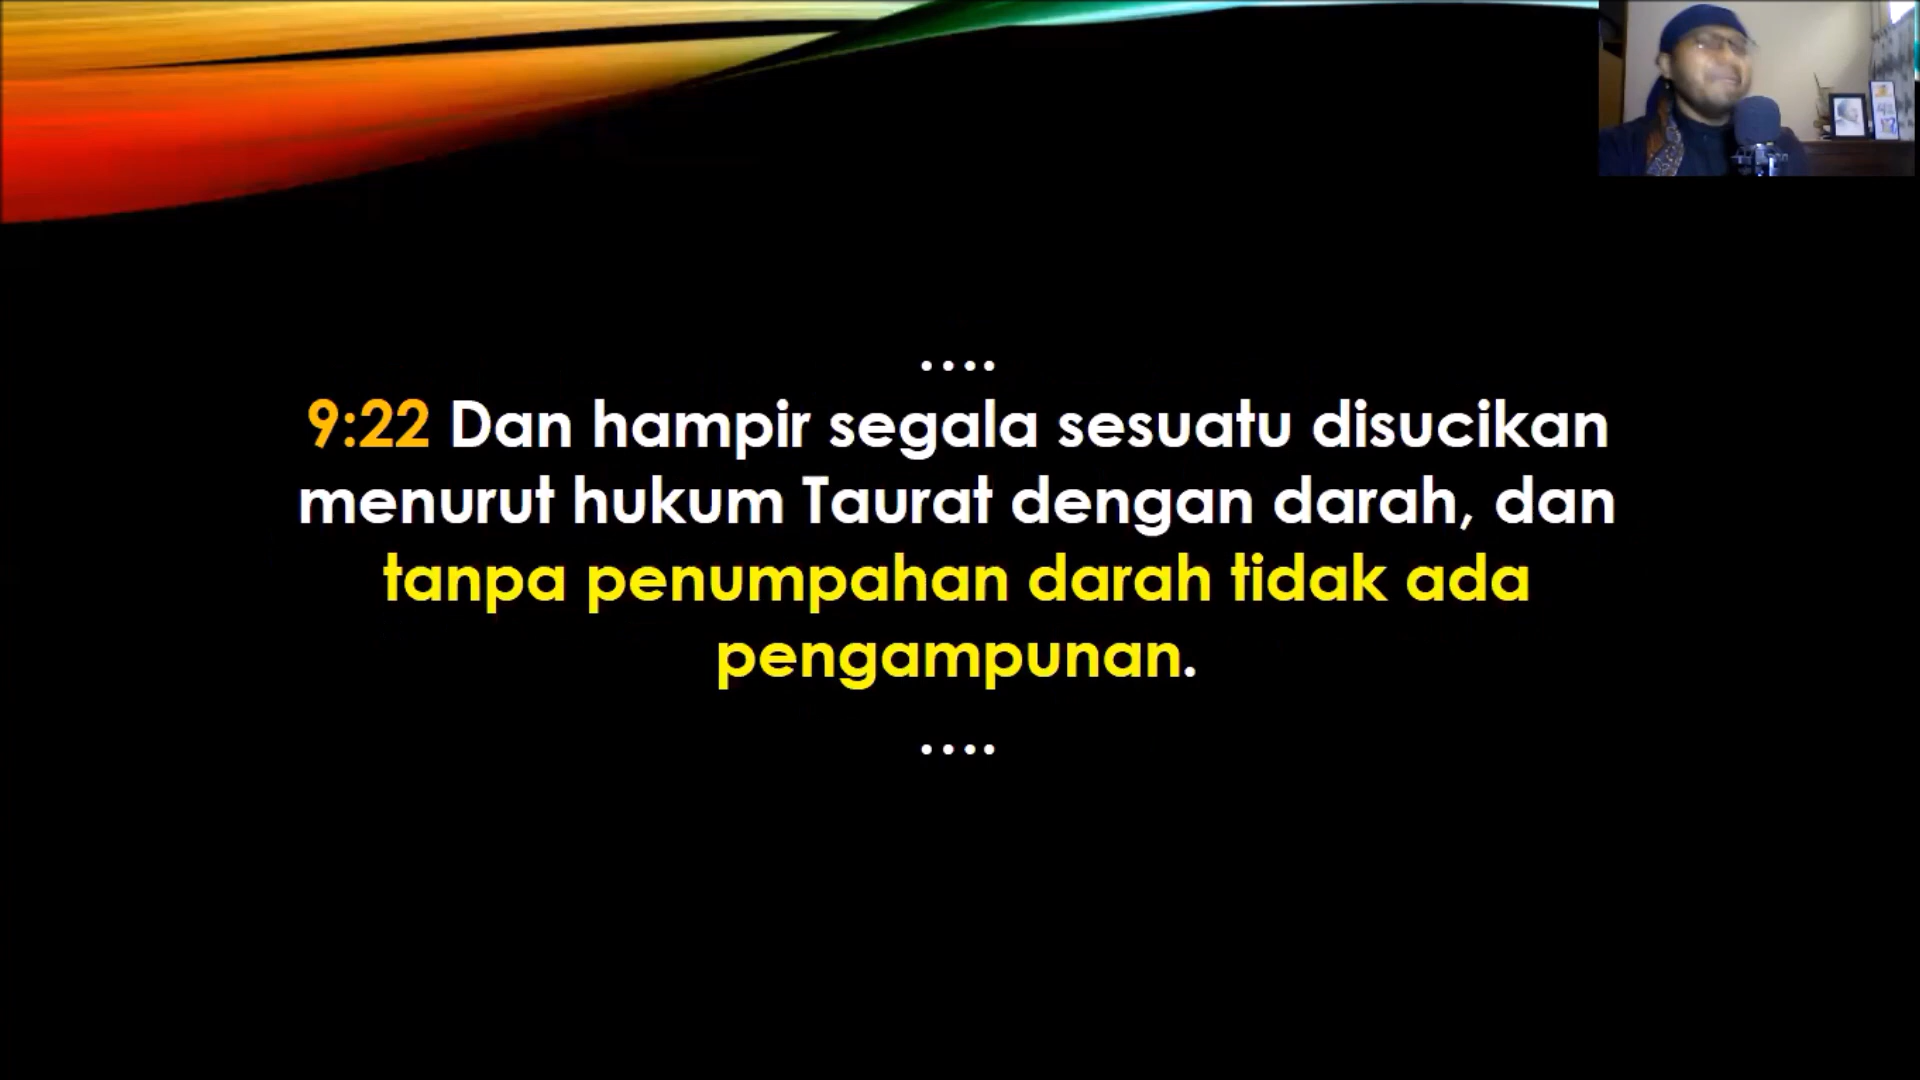 ....
9:22 Dan hampir segala sesuatu disucikan
menurut hukum Taurat dengan darah, dan
tanpa penumpahan darah tidak ada
pengampunan.
....